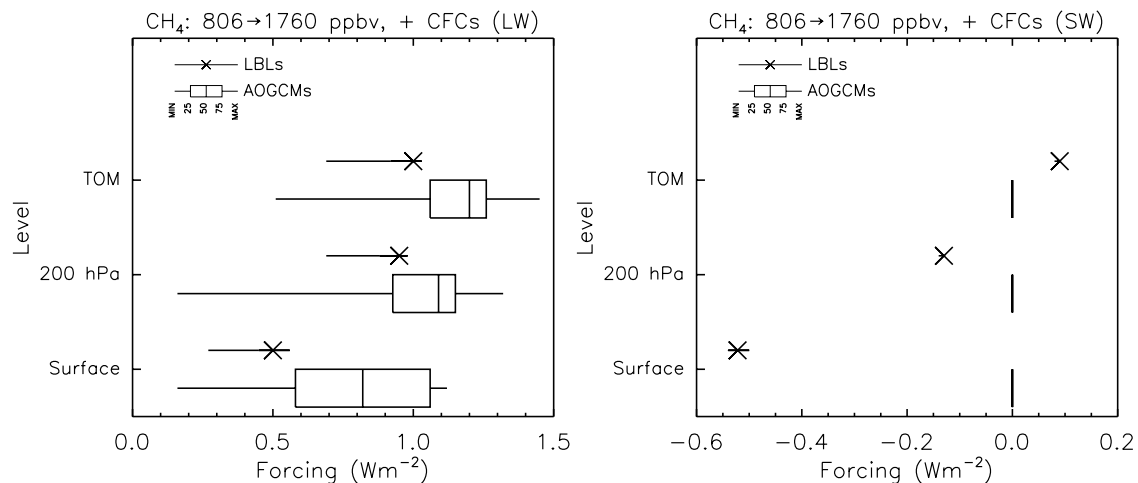 CH₄: 806→1760 ppbv, + CFCs (LW)
LBLs
AOGCMs
MIN 25 50 75 MAX
TOM
200 hPa
Surface
Level
0.0 0.5 1.0 1.5
Forcing (Wm⁻²)
CH₄: 806→1760 ppbv, + CFCs (SW)
LBLs
AOGCMs
MIN 25 50 75 MAX
TOM
200 hPa
Surface
Level
−0.6 −0.4 −0.2 0.0 0.2
Forcing (Wm⁻²)